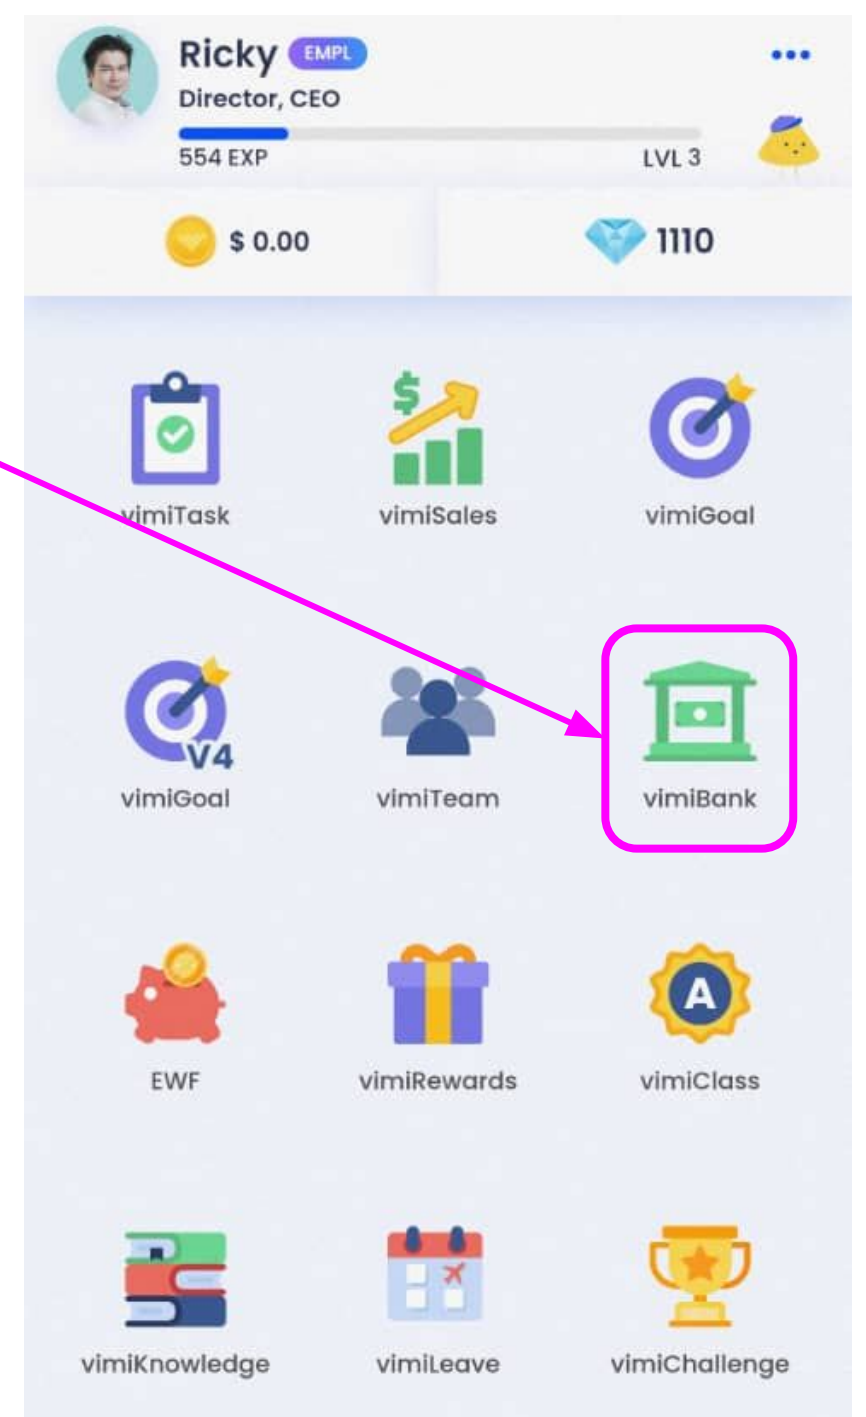 Ricky EMPL
Director, CEO
554 EXP LVL 3
$ 0.00 1110
$
vimiTask vimiSales vimiGoal
V4
vimiGoal vimiTeam vimiBank
A
EWF vimiRewards vimiClass
vimiKnowledge vimiLeave vimiChallenge